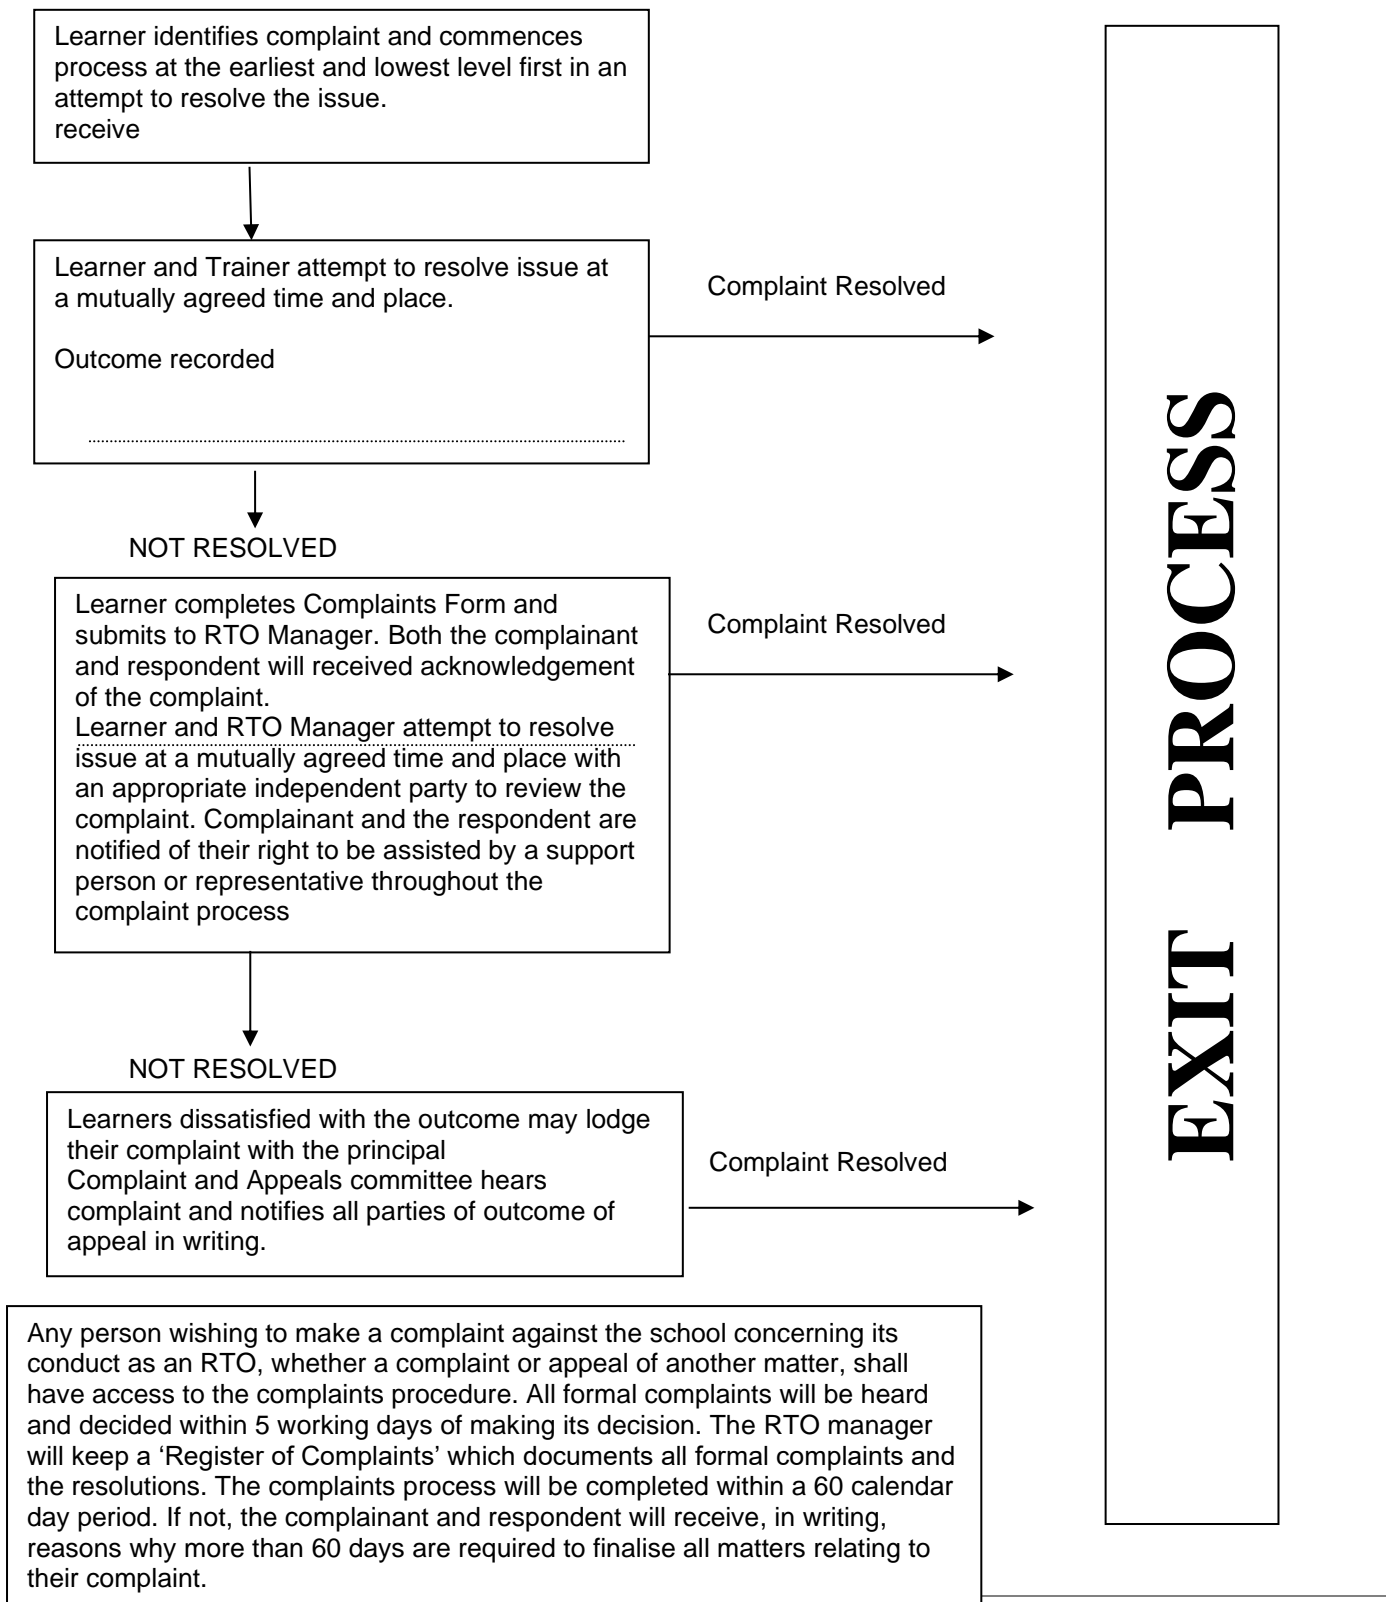 Learner identifies complaint and commences
process at the earliest and lowest level first in an
attempt to resolve the issue.
receive
Learner and Trainer attempt to resolve issue at
a mutually agreed time and place.
Outcome recorded
Complaint Resolved
NOT RESOLVED
Learner completes Complaints Form and
submits to RTO Manager. Both the complainant
and respondent will received acknowledgement
of the complaint.
Learner and RTO Manager attempt to resolve
issue at a mutually agreed time and place with
an appropriate independent party to review the
complaint. Complainant and the respondent are
notified of their right to be assisted by a support
person or representative throughout the
complaint process
Complaint Resolved
NOT RESOLVED
Learners dissatisfied with the outcome may lodge
their complaint with the principal
Complaint and Appeals committee hears
complaint and notifies all parties of outcome of
appeal in writing.
Complaint Resolved
EXIT PROCESS
Any person wishing to make a complaint against the school concerning its
conduct as an RTO, whether a complaint or appeal of another matter, shall
have access to the complaints procedure. All formal complaints will be heard
and decided within 5 working days of making its decision. The RTO manager
will keep a ‘Register of Complaints’ which documents all formal complaints and
the resolutions. The complaints process will be completed within a 60 calendar
day period. If not, the complainant and respondent will receive, in writing,
reasons why more than 60 days are required to finalise all matters relating to
their complaint.